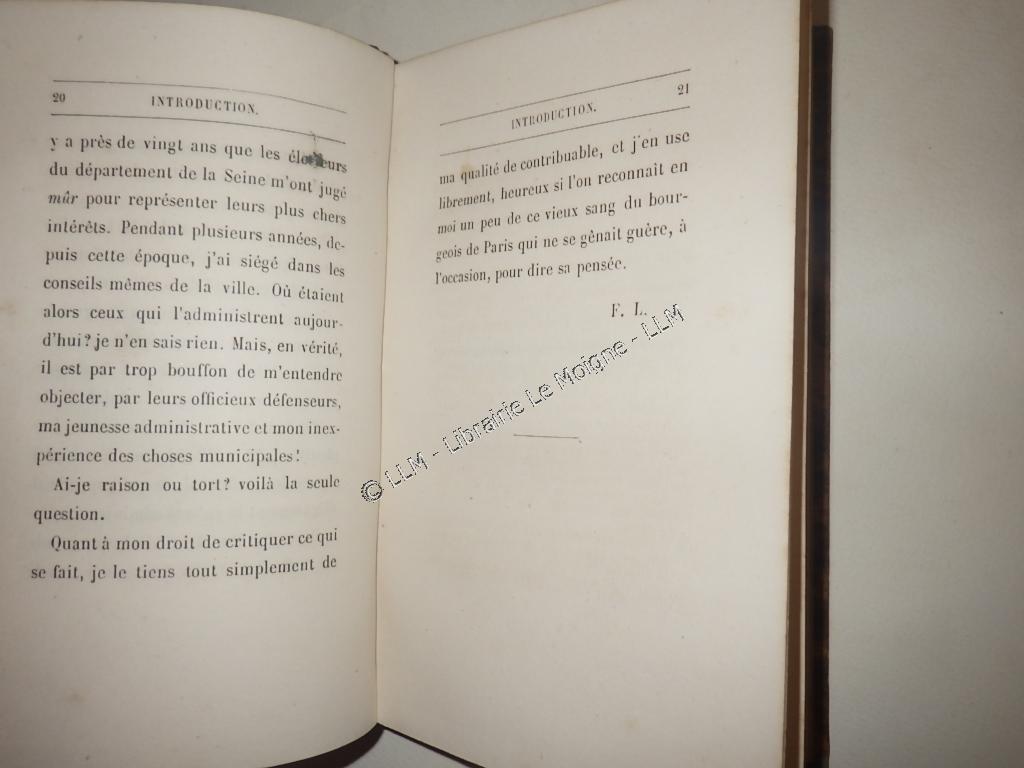 20 INTRODUCTION.
y a près de vingt ans que les électeurs
du département de la Seine m'ont jugé
mûr pour représenter leurs plus chers
intérêts. Pendant plusieurs années, de-
puis cette époque, j'ai siégé dans les
conseils mêmes de la ville. Où étaient
alors ceux qui l'administrent aujour-
d'hui? je n'en sais rien. Mais, en vérité,
il est par trop bouffon de m'entendre
objecter, par leurs officieux défenseurs,
ma jeunesse administrative et mon inex-
périence des choses municipales!
Ai-je raison ou tort? voilà la seule
question.
Quant à mon droit de critiquer ce qui
se fait, je le tiens tout simplement de
INTRODUCTION. 21
ma qualité de contribuable, et j'en use
librement, heureux si l'on reconnait en
moi un peu de ce vieux sang du bour-
geois de Paris qui ne se gênait guère, à
l'occasion, pour dire sa pensée.
F. L.
© LLM - Librairie Le Moigne - LLM